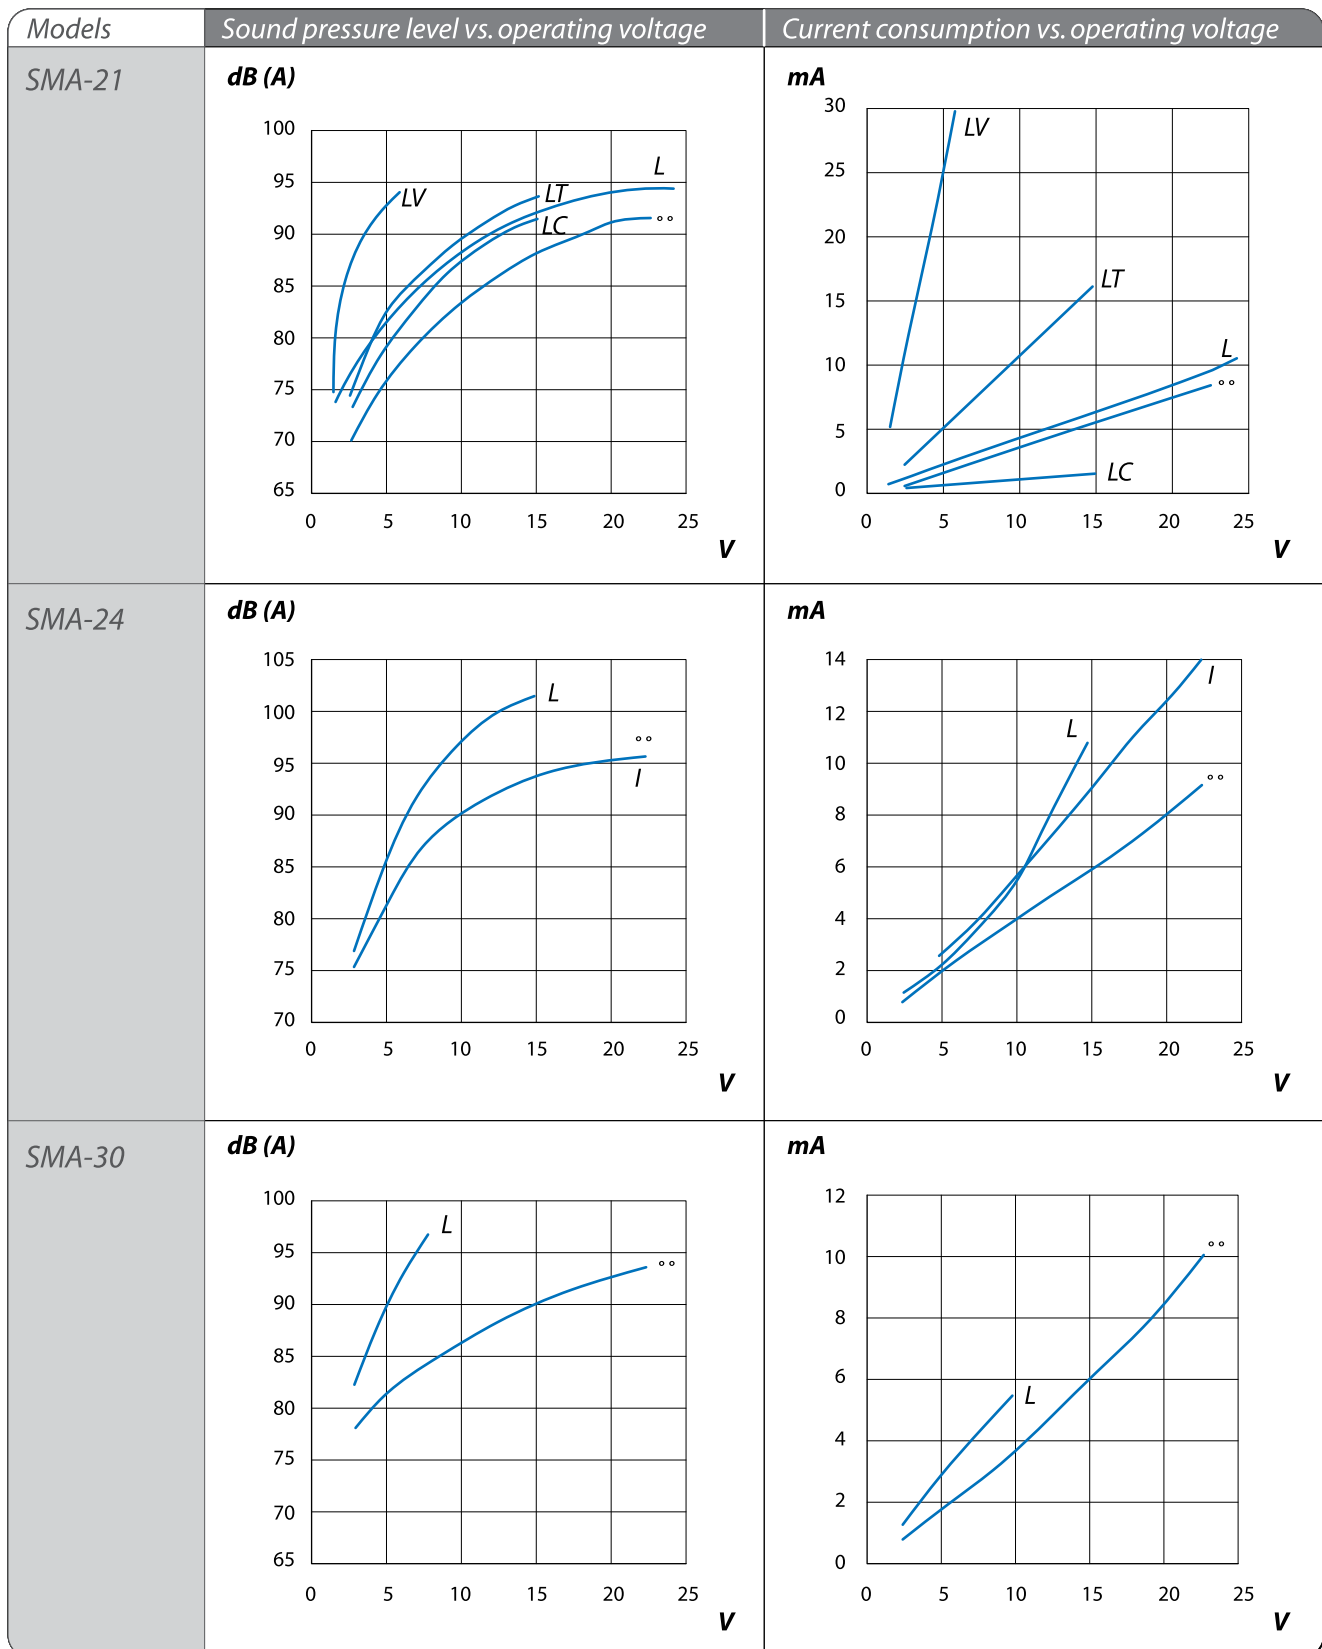 Models Sound pressure level vs. operating voltage Current consumption vs. operating voltage
SMA-21
dB (A)
100
95
90
85
80
75
70
65
0 5 10 15 20 25
V
LV
LT
LC
L
°°
mA
30
25
20
15
10
5
0
0 5 10 15 20 25
V
LV
LT
L
°°
LC
SMA-24
dB (A)
105
100
95
90
85
80
75
70
0 5 10 15 20 25
V
L
°°
I
mA
14
12
10
8
6
4
2
0
0 5 10 15 20 25
V
I
L
°°
SMA-30
dB (A)
100
95
90
85
80
75
70
65
0 5 10 15 20 25
V
L
°°
mA
12
10
8
6
4
2
0
0 5 10 15 20 25
V
°°
L